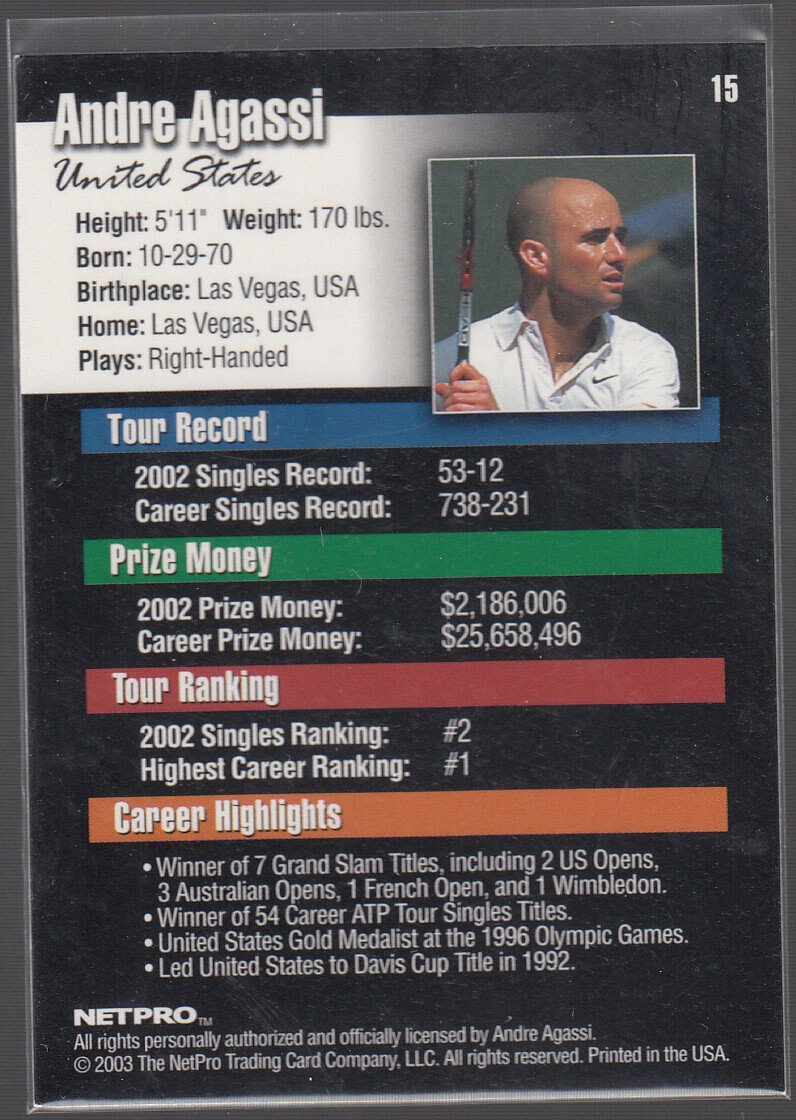 15
Andre Agassi
United States
Height: 5'11" Weight: 170 lbs.
Born: 10-29-70
Birthplace: Las Vegas, USA
Home: Las Vegas, USA
Plays: Right-Handed
Tour Record
2002 Singles Record: 53-12
Career Singles Record: 738-231
Prize Money
2002 Prize Money: $2,186,006
Career Prize Money: $25,658,496
Tour Ranking
2002 Singles Ranking: #2
Highest Career Ranking: #1
Career Highlights
• Winner of 7 Grand Slam Titles, including 2 US Opens,
3 Australian Opens, 1 French Open, and 1 Wimbledon.
• Winner of 54 Career ATP Tour Singles Titles.
• United States Gold Medalist at the 1996 Olympic Games.
• Led United States to Davis Cup Title in 1992.
NETPRO™
All rights personally authorized and officially licensed by Andre Agassi.
© 2003 The NetPro Trading Card Company, LLC. All rights reserved. Printed in the USA.